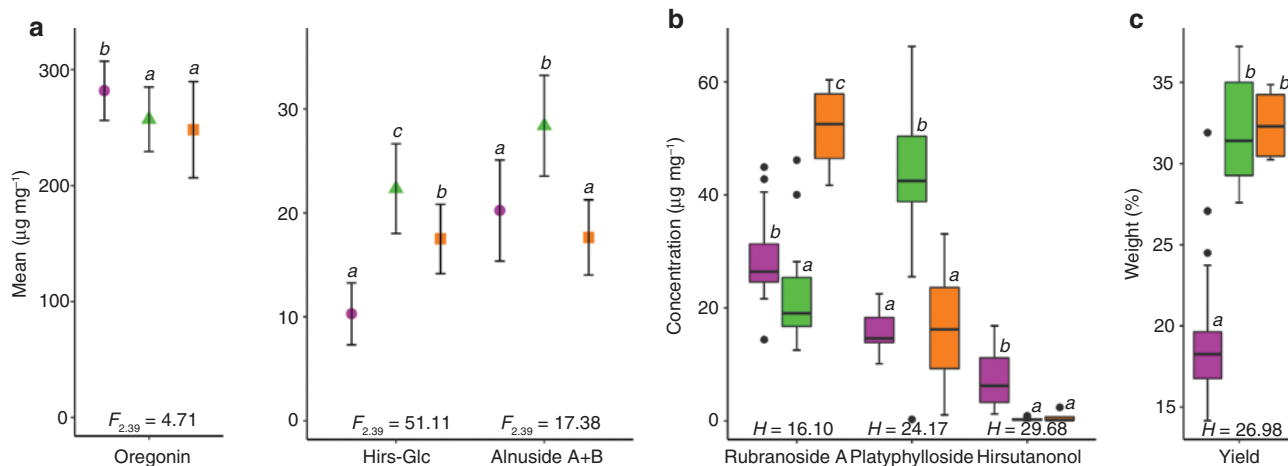 a
b
c
Mean (µg mg⁻¹)
300
200
100
0
b
a
a
F2.39 = 4.71
Oregonin
30
20
10
0
a
c
b
a
b
a
F2.39 = 51.11
F2.39 = 17.38
Hirs-Glc
Alnuside A+B
Concentration (µg mg⁻¹)
60
40
20
0
b
a
c
a
b
a
b
a
a
H = 16.10
H = 24.17
H = 29.68
Rubranoside A
Platyphylloside
Hirsutanonol
Weight (%)
35
30
25
20
15
a
b
b
H = 26.98
Yield